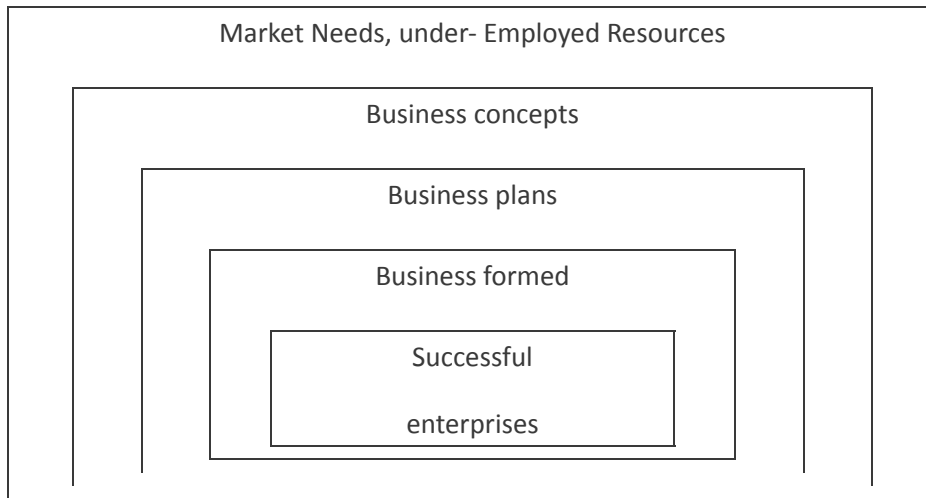 Market Needs, under- Employed Resources
Business concepts
Business plans
Business formed
Successful
enterprises